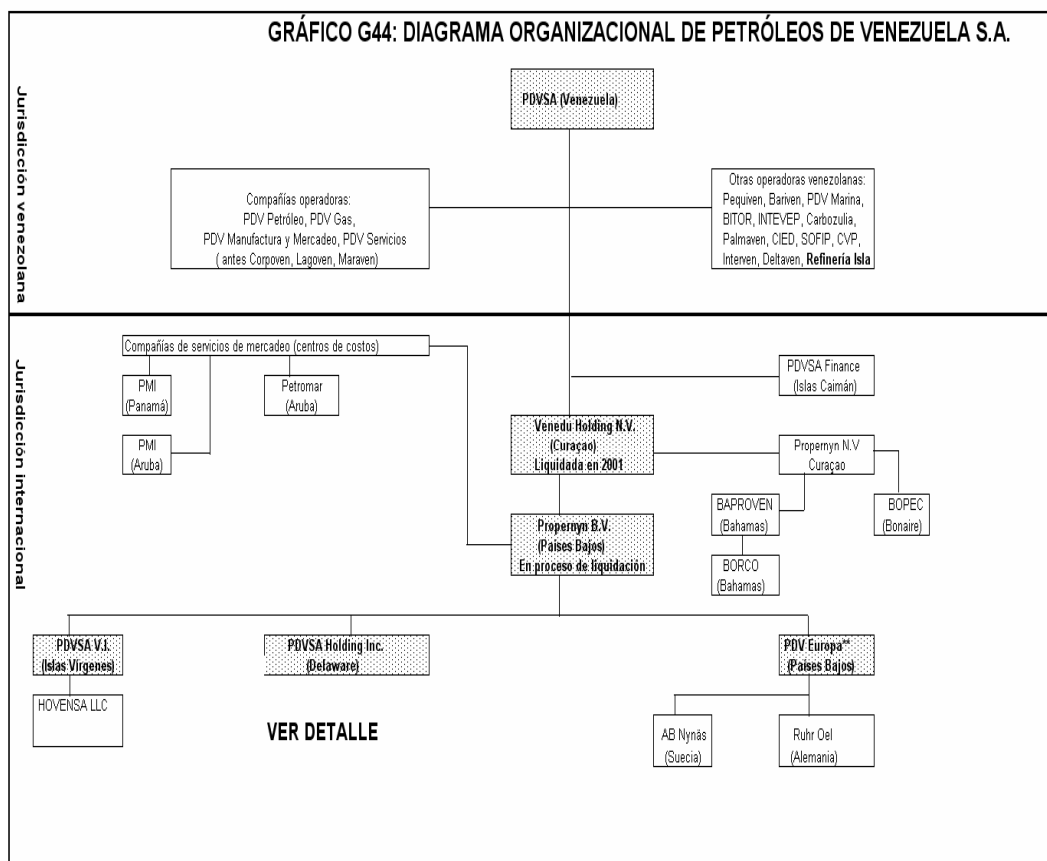 GRÁFICO G44: DIAGRAMA ORGANIZACIONAL DE PETRÓLEOS DE VENEZUELA S.A.
Jurisdicción venezolana
PDVSA (Venezuela)
Compañías operadoras:
PDV Petróleo, PDV Gas,
PDV Manufactura y Mercadeo, PDV Servicios
( antes Corpoven, Lagoven, Maraven)
Otras operadoras venezolanas:
Pequiven, Bariven, PDV Marina,
BITOR, INTEVEP, Carbozulia,
Palmaven, CIED, SOFIP, CVP,
Interven, Deltaven, Refinería Isla
Jurisdicción internacional
Compañías de servicios de mercadeo (centros de costos)
PMI
(Panamá)
Petromar
(Aruba)
PMI
(Aruba)
PDVSA Finance
(Islas Caimán)
Venedu Holding N.V.
(Curaçao)
Liquidada en 2001
Propernyn N.V
Curaçao
BAPROVEN
(Bahamas)
BOPEC
(Bonaire)
BORCO
(Bahamas)
Propernyn B.V.
(Países Bajos)
En proceso de liquidación
PDVSA V.I.
(Islas Vírgenes)
PDVSA Holding Inc.
(Delaware)
PDV Europa**
(Países Bajos)
HOVENSA LLC
VER DETALLE
AB Nynäs
(Suecia)
Ruhr Oel
(Alemania)